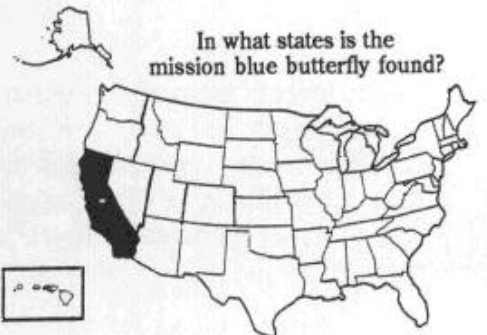 In what states is the
mission blue butterfly found?